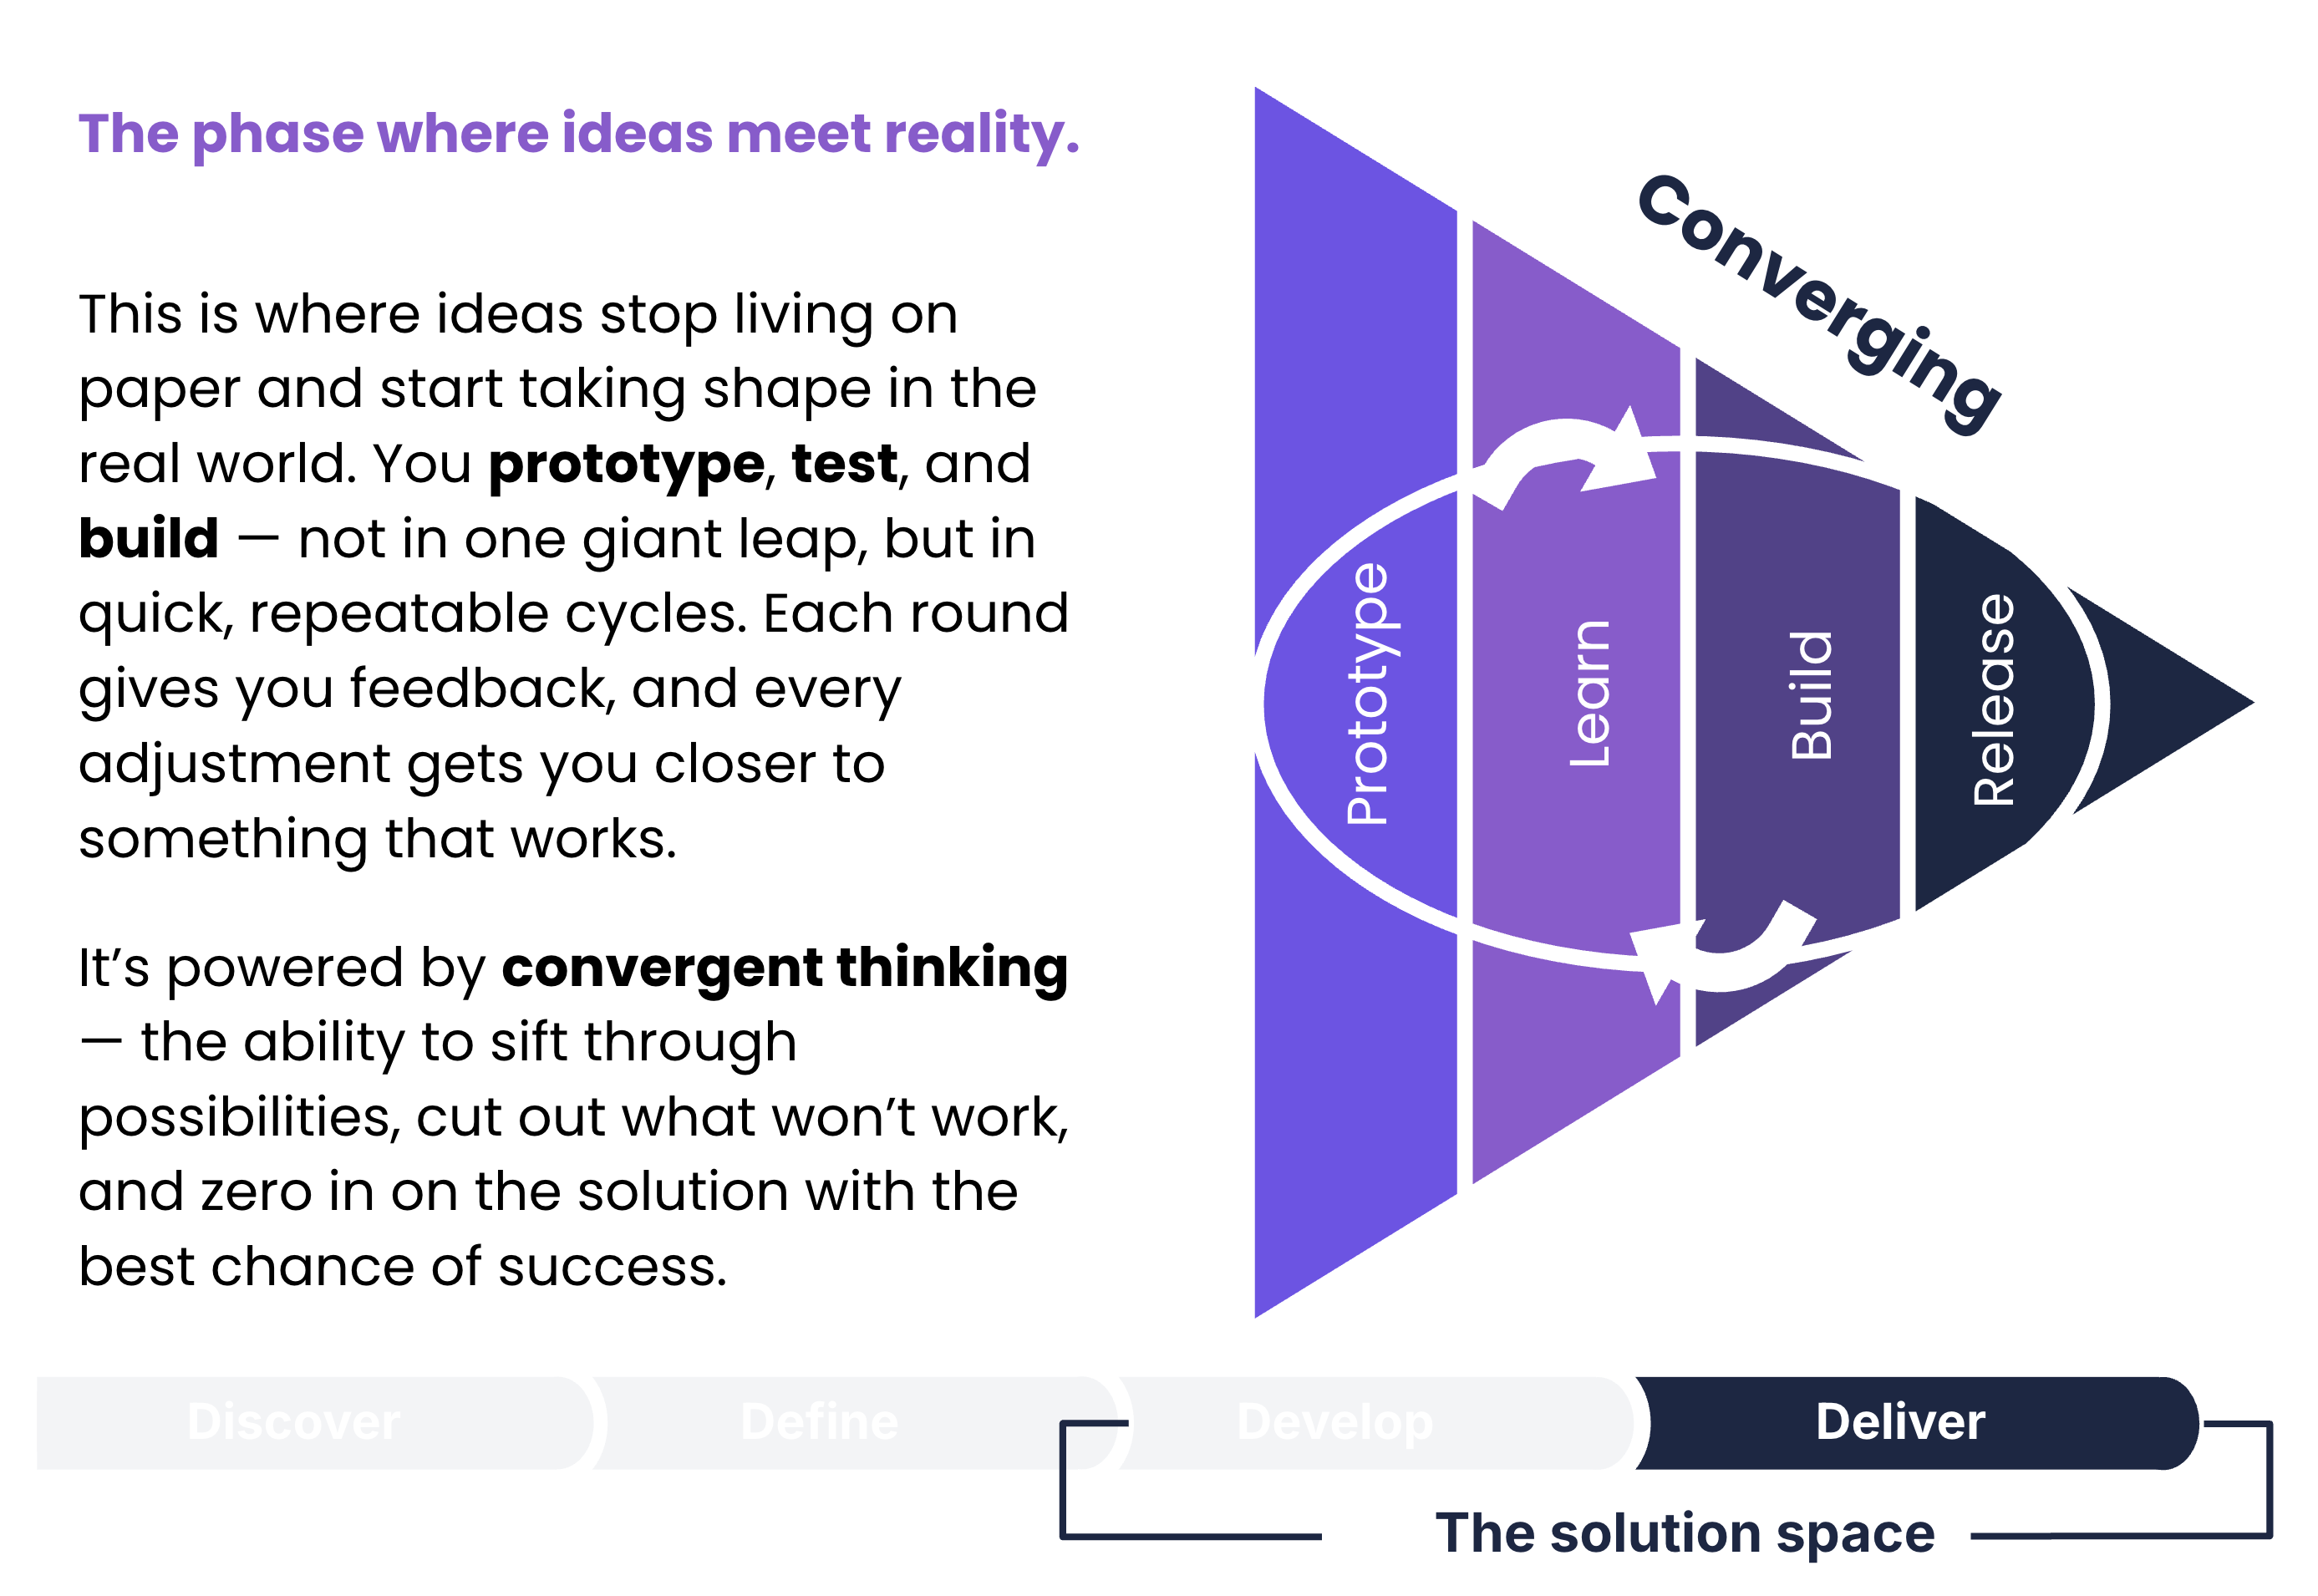 The phase where ideas meet reality.
This is where ideas stop living on
paper and start taking shape in the
real world. You prototype, test, and
build — not in one giant leap, but in
quick, repeatable cycles. Each round
gives you feedback, and every
adjustment gets you closer to
something that works.
It’s powered by convergent thinking
— the ability to sift through
possibilities, cut out what won’t work,
and zero in on the solution with the
best chance of success.
Converging
Prototype
Learn
Build
Release
Discover
Define
Develop
Deliver
The solution space